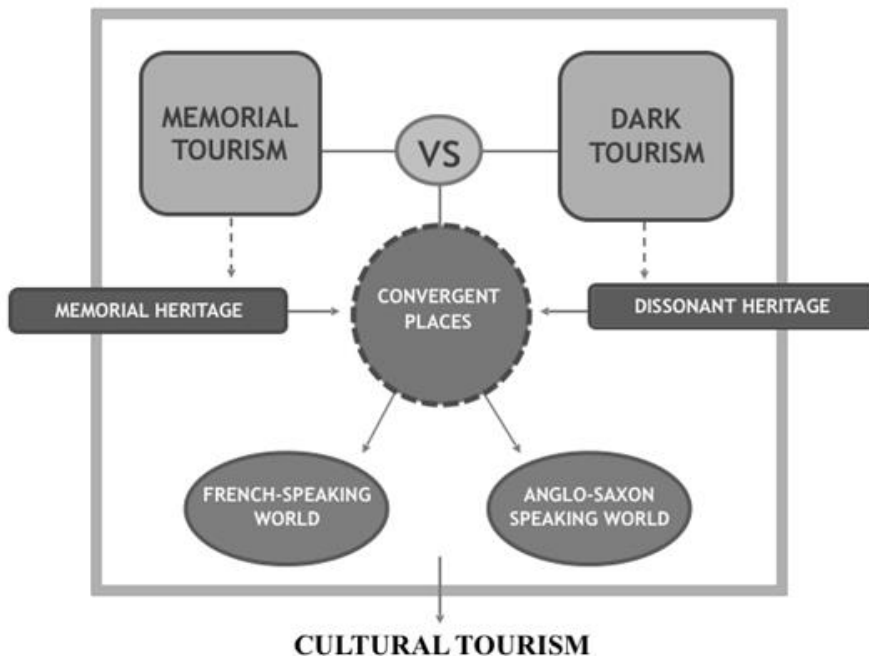 MEMORIAL
TOURISM
VS
DARK
TOURISM
MEMORIAL HERITAGE
CONVERGENT
PLACES
DISSONANT HERITAGE
FRENCH-SPEAKING
WORLD
ANGLO-SAXON
SPEAKING WORLD
CULTURAL TOURISM